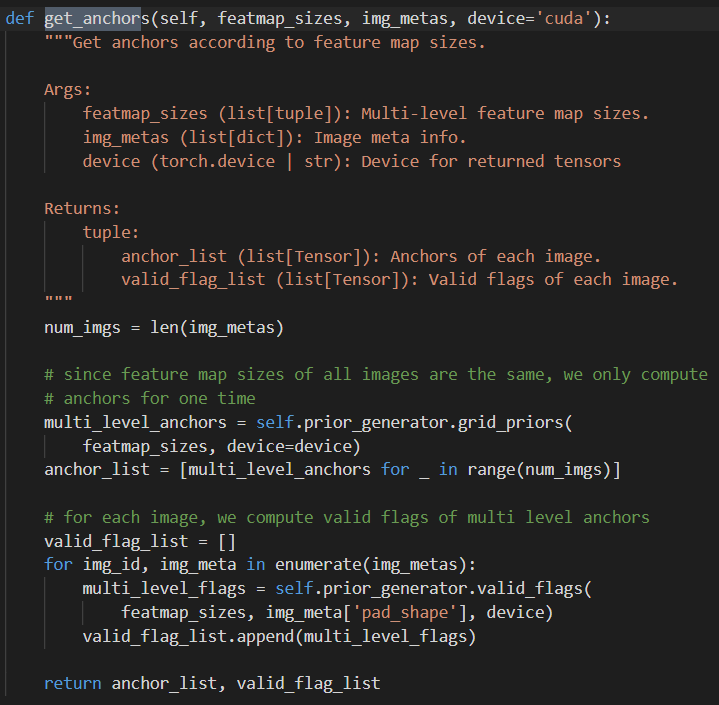 def get_anchors(self, featmap_sizes, img_metas, device='cuda'):
"""Get anchors according to feature map sizes.
Args:
featmap_sizes (list[tuple]): Multi-level feature map sizes.
img_metas (list[dict]): Image meta info.
device (torch.device | str): Device for returned tensors
Returns:
tuple:
anchor_list (list[Tensor]): Anchors of each image.
valid_flag_list (list[Tensor]): Valid flags of each image.
"""
num_imgs = len(img_metas)
# since feature map sizes of all images are the same, we only compute
# anchors for one time
multi_level_anchors = self.prior_generator.grid_priors(
featmap_sizes, device=device)
anchor_list = [multi_level_anchors for _ in range(num_imgs)]
# for each image, we compute valid flags of multi level anchors
valid_flag_list = []
for img_id, img_meta in enumerate(img_metas):
multi_level_flags = self.prior_generator.valid_flags(
featmap_sizes, img_meta['pad_shape'], device)
valid_flag_list.append(multi_level_flags)
return anchor_list, valid_flag_list